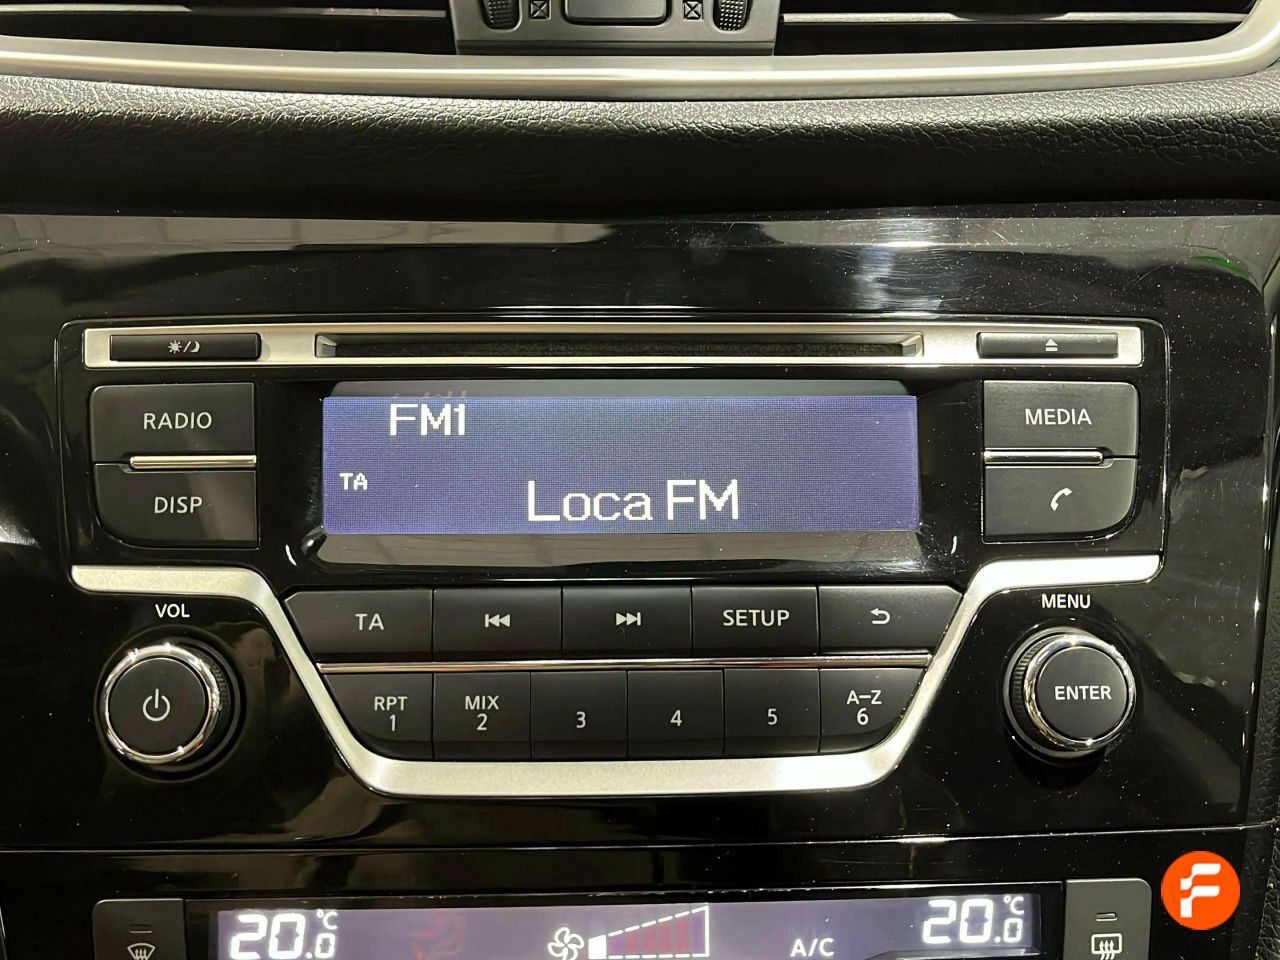 RADIO
DISP
FM1
TA
Loca FM
MEDIA
VOL
TA
SETUP
MENU
RPT
1
MIX
2
3
4
5
A-Z
6
ENTER
20.0 °C
A/C
20.0 °C